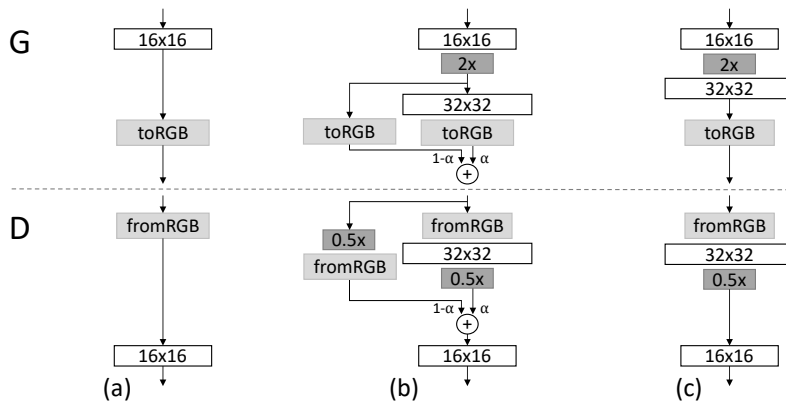 G
16x16
toRGB
16x16
2x
32x32
toRGB
toRGB
1-α
α
+
16x16
2x
32x32
toRGB
D
fromRGB
16x16
0.5x
fromRGB
fromRGB
32x32
0.5x
1-α
α
+
16x16
fromRGB
32x32
0.5x
16x16
(a)
(b)
(c)